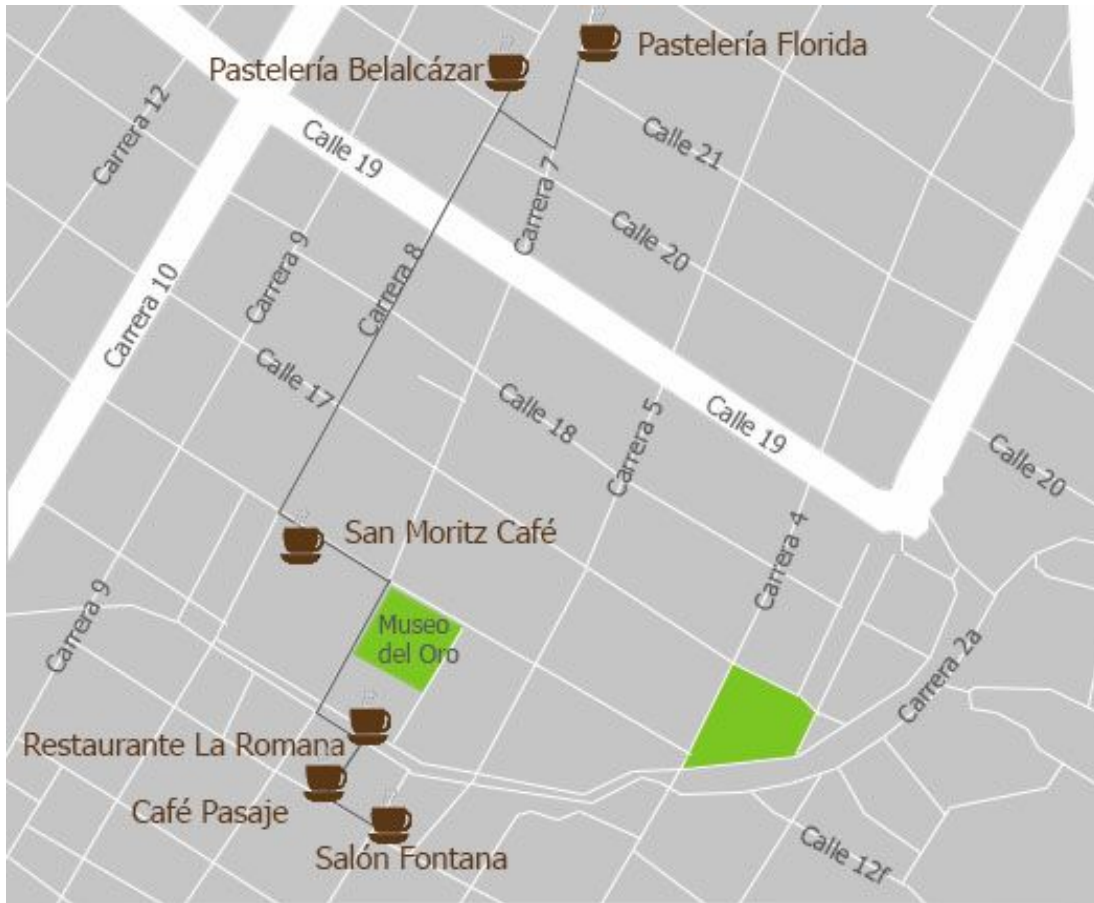 Pastelería Florida
Pastelería Belalcázar
Carrera 12
Calle 19
Calle 21
Carrera 7
Calle 20
Carrera 9
Carrera 8
Carrera 10
Calle 17
Calle 18
Carrera 5
Calle 19
Calle 20
San Moritz Café
Carrera 4
Carrera 9
Museo
del Oro
Carrera 2a
Restaurante La Romana
Café Pasaje
Salón Fontana
Calle 12f